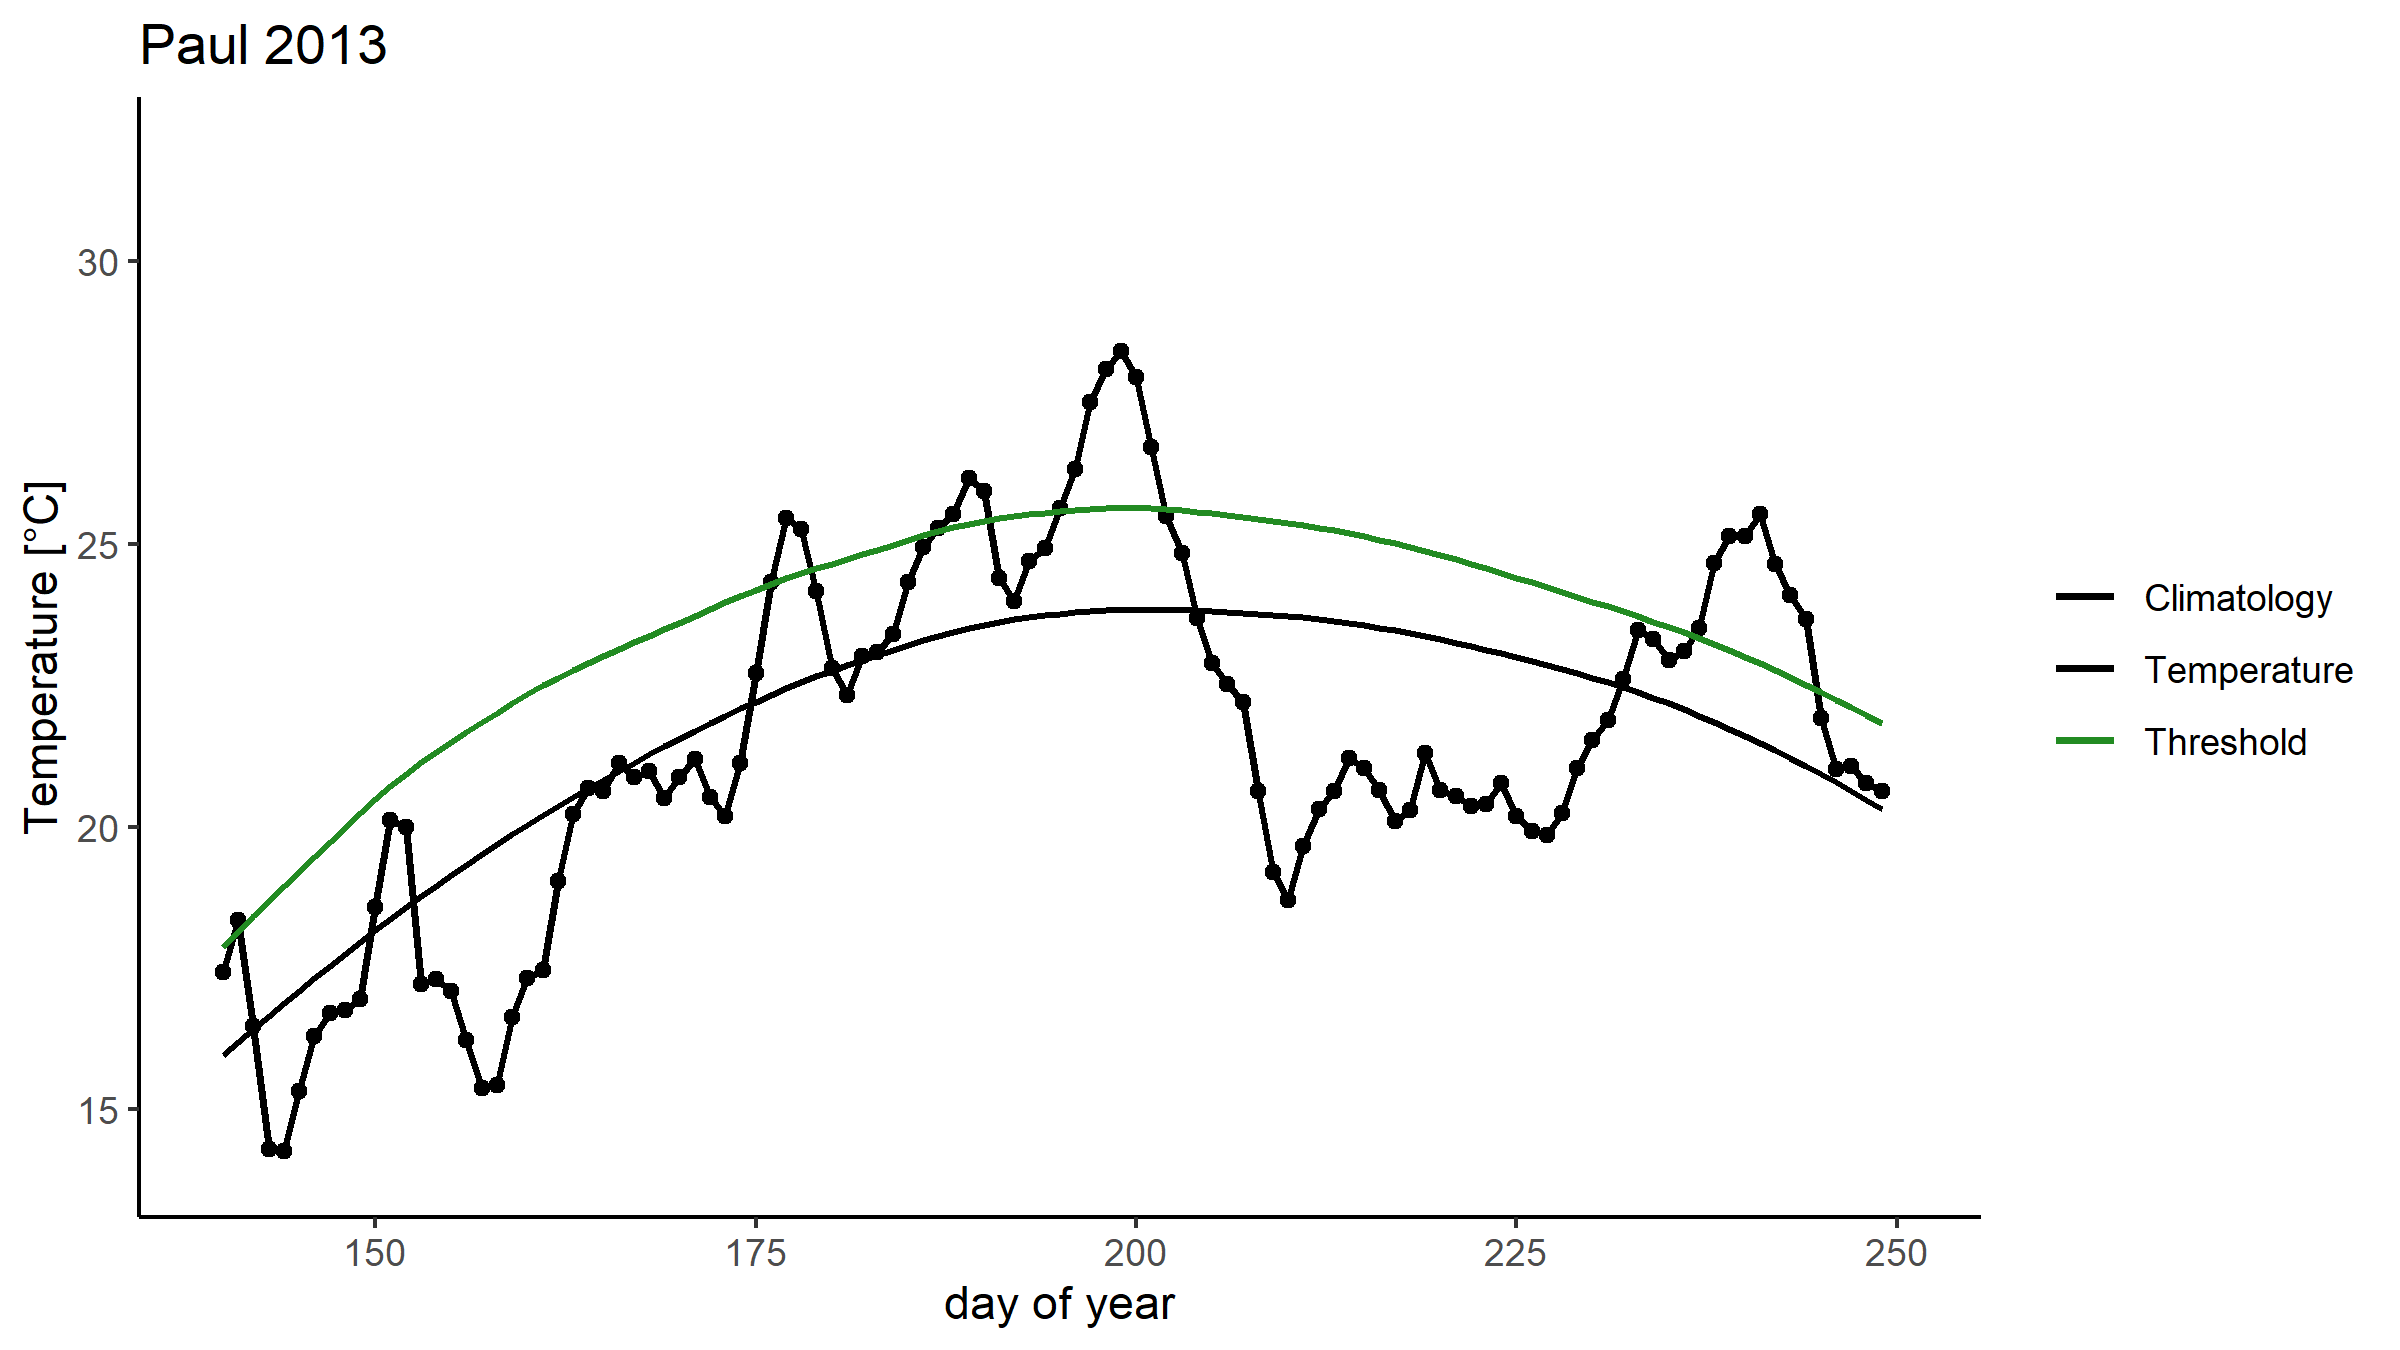 Paul 2013
Temperature [°C]
30
25
20
15
150 175 200 225 250
day of year
Climatology
Temperature
Threshold